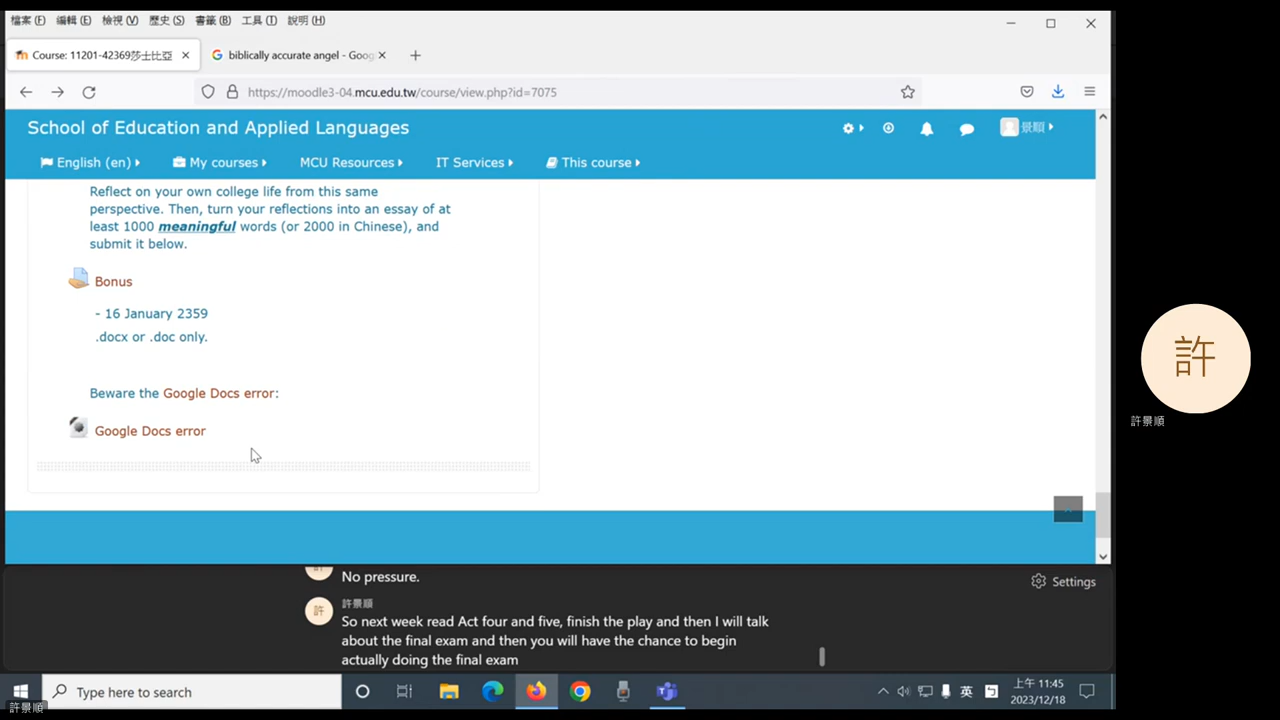 檔案 (F) 編輯 (E) 檢視 (V) 歷史 (S) 書籤 (B) 工具 (T) 說明 (H)
Course: 11201-42369莎士比亞
biblically accurate angel - Goog
https://moodle3-04.mcu.edu.tw/course/view.php?id=7075
School of Education and Applied Languages
景順
English (en)
My courses
MCU Resources
IT Services
This course
Reflect on your own college life from this same
perspective. Then, turn your reflections into an essay of at
least 1000 meaningful words (or 2000 in Chinese), and
submit it below.
Bonus
- 16 January 2359
.docx or .doc only.
Beware the Google Docs error:
Google Docs error
許
許景順
No pressure.
Settings
許景順
許
So next week read Act four and five, finish the play and then I will talk
about the final exam and then you will have the chance to begin
actually doing the final exam
Type here to search
英
上午 11:45
2023/12/18
許景順